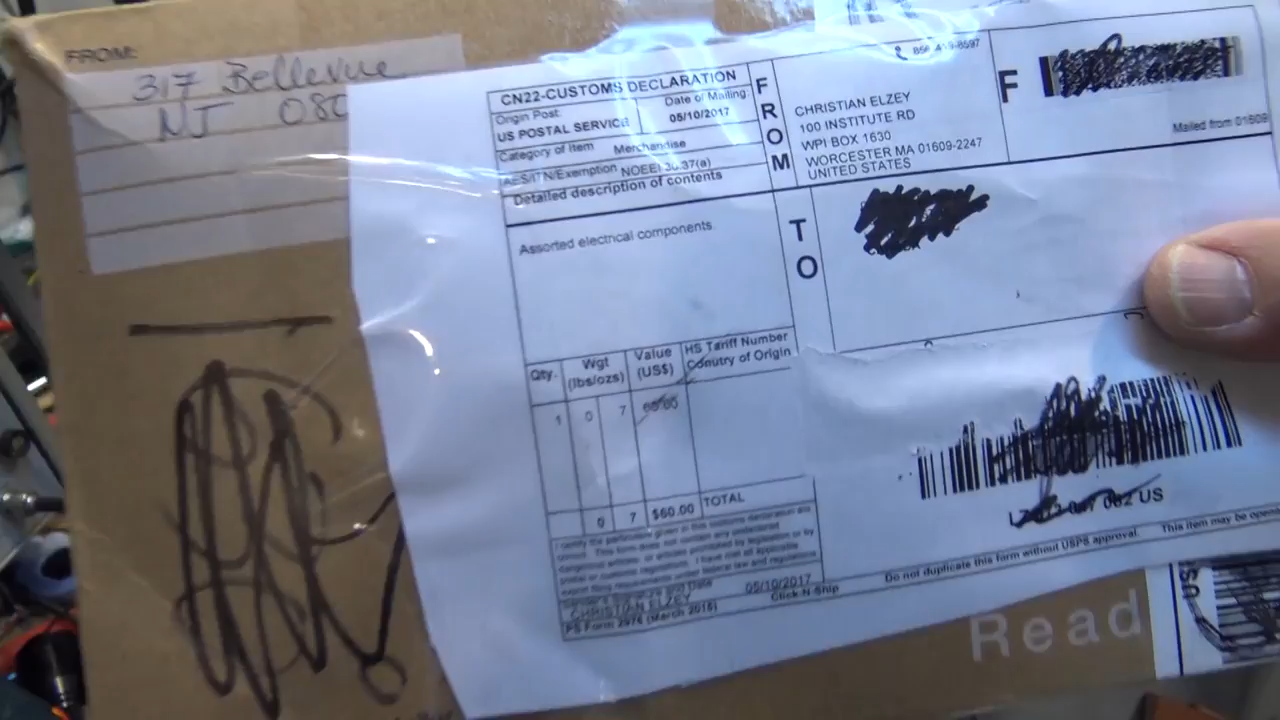 FROM:
317 Bellevue
NJ 080
CN22-CUSTOMS DECLARATION
Origin Post:
US POSTAL SERVICE
Date of Mailing:
05/10/2017
Category of Item Merchandise
AES/ITN/Exemption NOEEI 30.37(a)
Detailed description of contents
Assorted electrical components.
Qty.
Wgt
(lbs/ozs)
Value
(US$)
HS Tariff Number
Country of Origin
1 0 7
0 7 $60.00 TOTAL
Signature and Date
CHRISTIAN ELZEY 05/10/2017
PS Form 2976 (March 2016) Click-N-Ship
FROM
CHRISTIAN ELZEY
100 INSTITUTE RD
WPI BOX 1630
WORCESTER MA 01609-2247
UNITED STATES
F
Mailed from 01609
TO
US
Do not duplicate this form without USPS approval. This item may be opene
Read